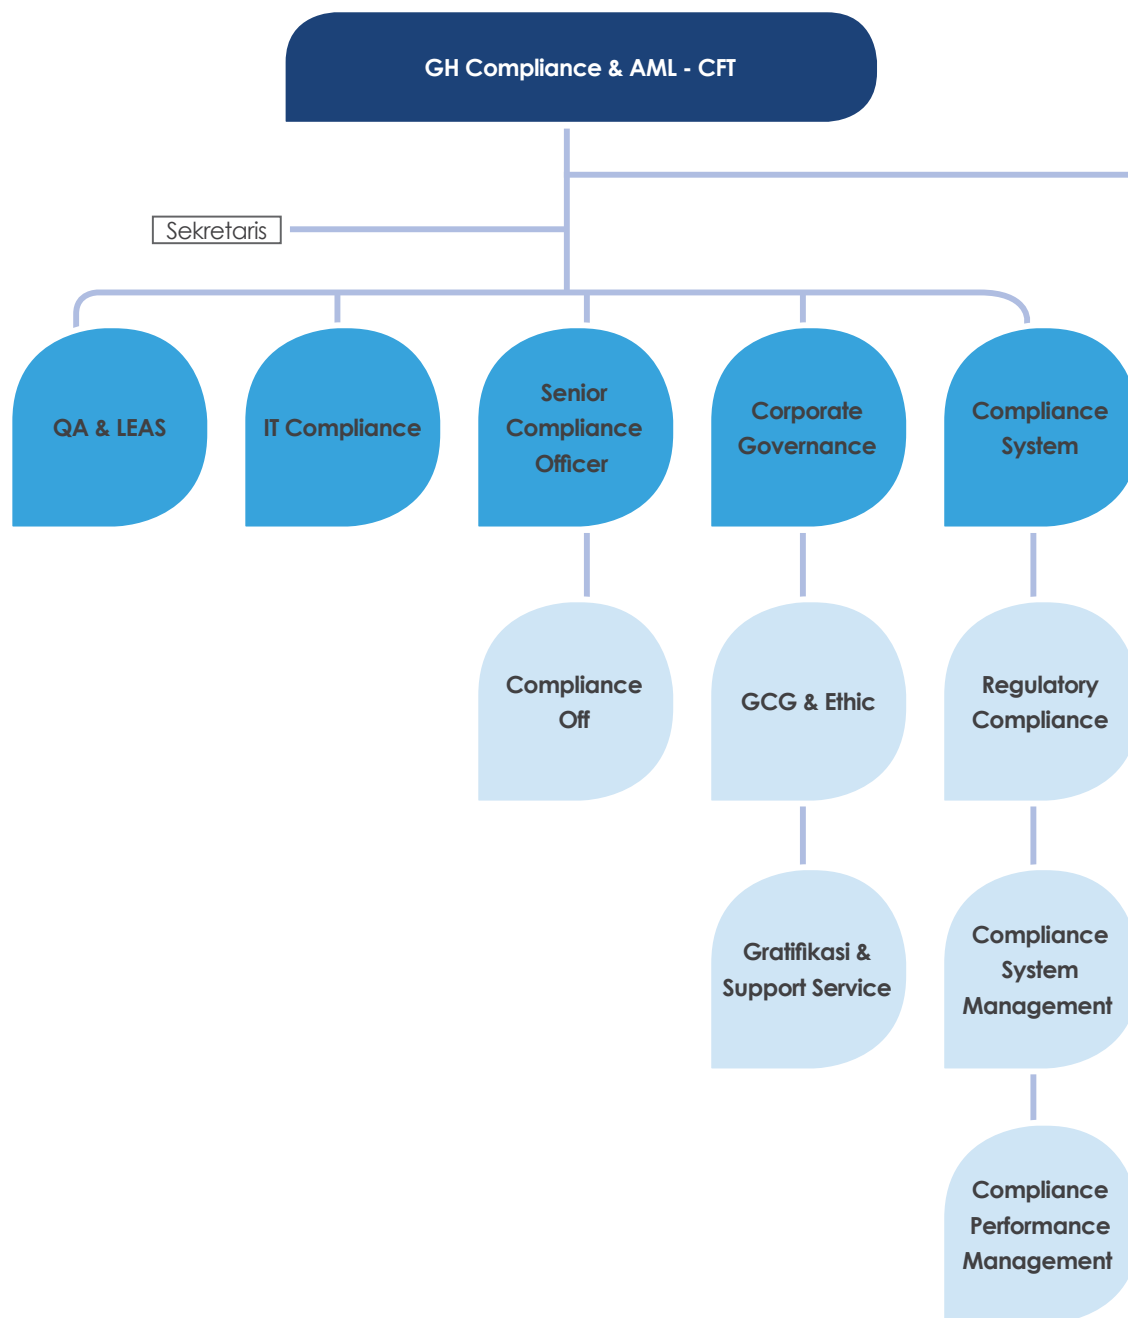 GH Compliance & AML - CFT
Sekretaris
QA & LEAS
IT Compliance
Senior
Compliance
Officer
Corporate
Governance
Compliance
System
Compliance
Off
GCG & Ethic
Regulatory
Compliance
Gratifikasi &
Support Service
Compliance
System
Management
Compliance
Performance
Management